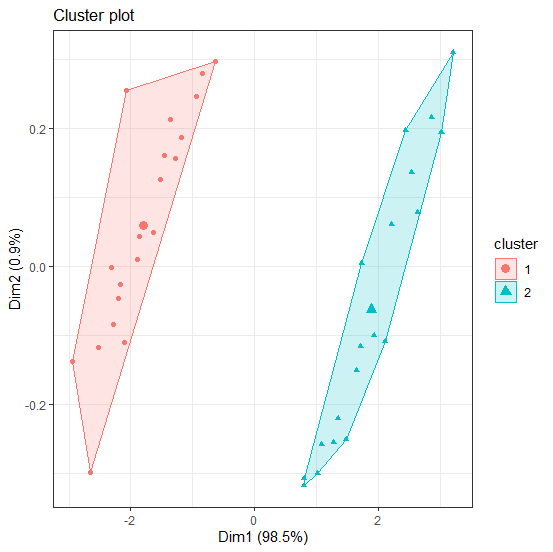 Cluster plot
Dim2 (0.9%)
0.2
0.0
-0.2
-2
0
2
Dim1 (98.5%)
cluster
1
2